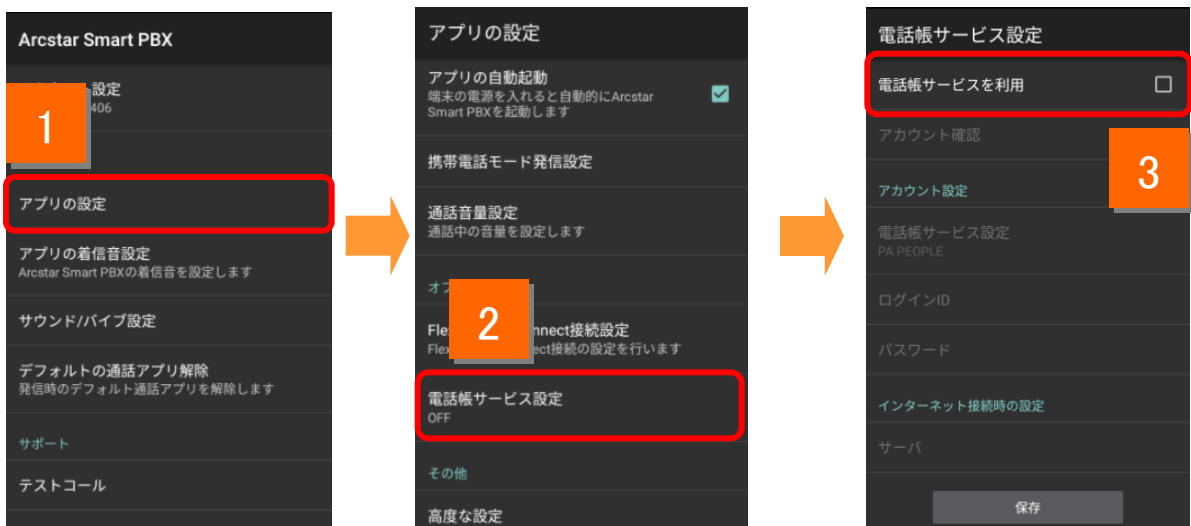 Arcstar Smart PBX
設定
406
1
アプリの設定
アプリの着信音設定
Arcstar Smart PBXの着信音を設定します
サウンド/バイブ設定
デフォルトの通話アプリ解除
発信時のデフォルト通話アプリを解除します
サポート
テストコール
アプリの設定
アプリの自動起動
端末の電源を入れると自動的にArcstar
Smart PBXを起動します
携帯電話モード発信設定
通話音量設定
通話中の音量を設定します
オフ
2
Fle nnect接続設定
Flex ect接続の設定を行います
電話帳サービス設定
OFF
その他
高度な設定
電話帳サービス設定
電話帳サービスを利用
アカウント確認
3
アカウント設定
電話帳サービス設定
PA PEOPLE
ログインID
パスワード
インターネット接続時の設定
サーバ
保存